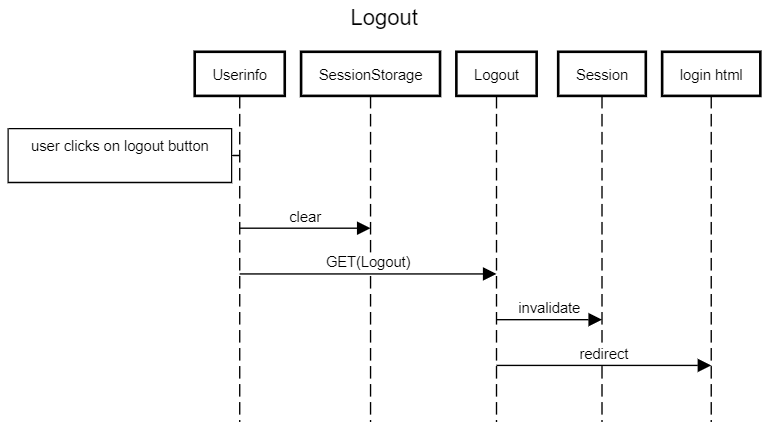 Logout
Userinfo
SessionStorage
Logout
Session
login html
user clicks on logout button
clear
GET(Logout)
invalidate
redirect